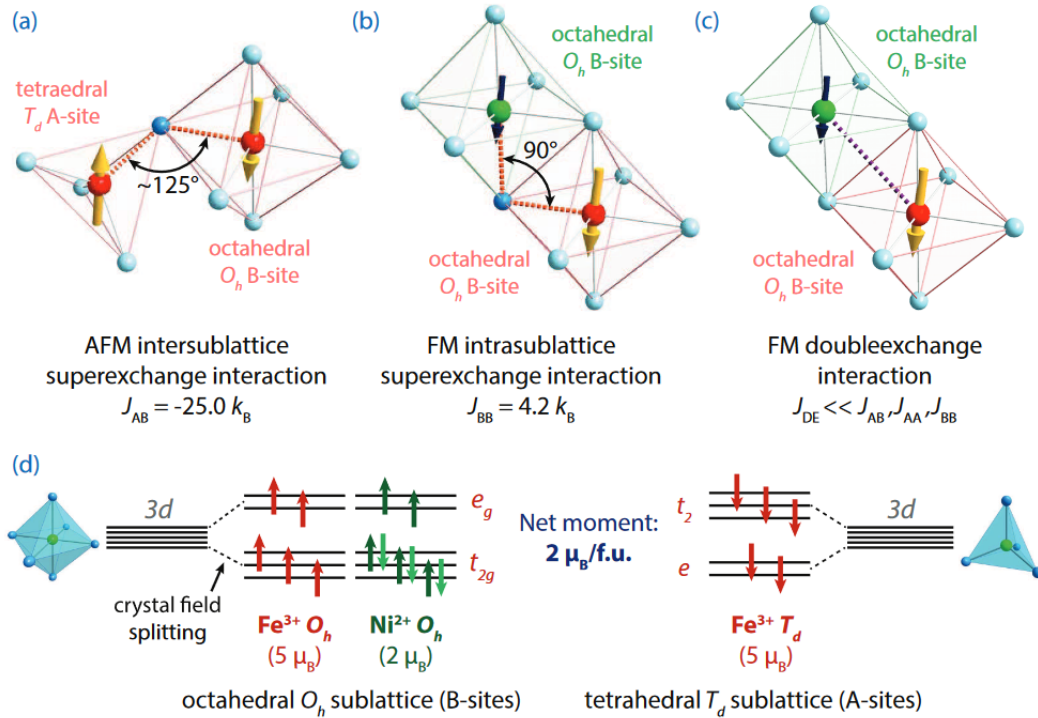 (a)
tetraedral
T_d A-site
~125°
octahedral
O_h B-site
AFM intersublattice
superexchange interaction
J_AB = -25.0 k_B
(b)
octahedral
O_h B-site
90°
octahedral
O_h B-site
FM intrasublattice
superexchange interaction
J_BB = 4.2 k_B
(c)
octahedral
O_h B-site
octahedral
O_h B-site
FM doubleexchange
interaction
J_DE << J_AB, J_AA, J_BB
(d)
3d
crystal field
splitting
e_g
t_2g
Fe³⁺ O_h
(5 μ_B)
Ni²⁺ O_h
(2 μ_B)
octahedral O_h sublattice (B-sites)
Net moment:
2 μ_B/f.u.
t_2
e
3d
Fe³⁺ T_d
(5 μ_B)
tetrahedral T_d sublattice (A-sites)